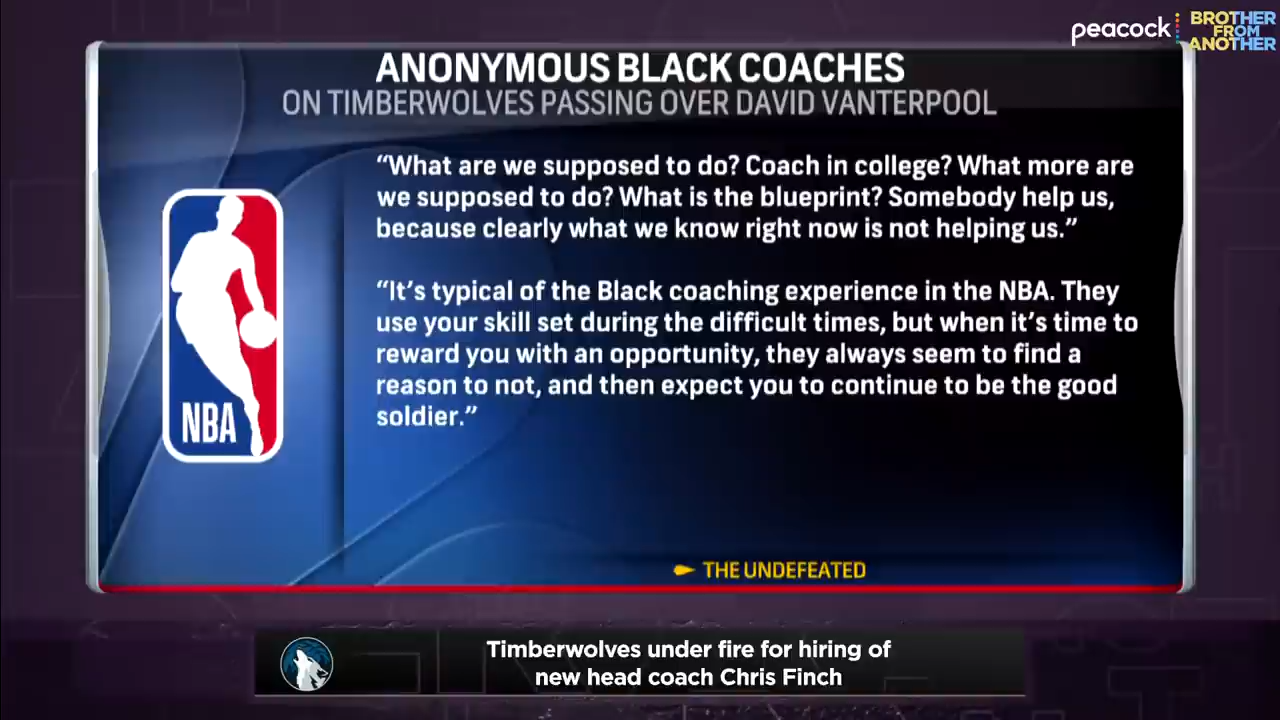 peacock
BROTHER
FROM
ANOTHER
ANONYMOUS BLACK COACHES
ON TIMBERWOLVES PASSING OVER DAVID VANTERPOOL
“What are we supposed to do? Coach in college? What more are
we supposed to do? What is the blueprint? Somebody help us,
because clearly what we know right now is not helping us.”
“It’s typical of the Black coaching experience in the NBA. They
use your skill set during the difficult times, but when it’s time to
reward you with an opportunity, they always seem to find a
reason to not, and then expect you to continue to be the good
soldier.”
NBA
THE UNDEFEATED
Timberwolves under fire for hiring of
new head coach Chris Finch